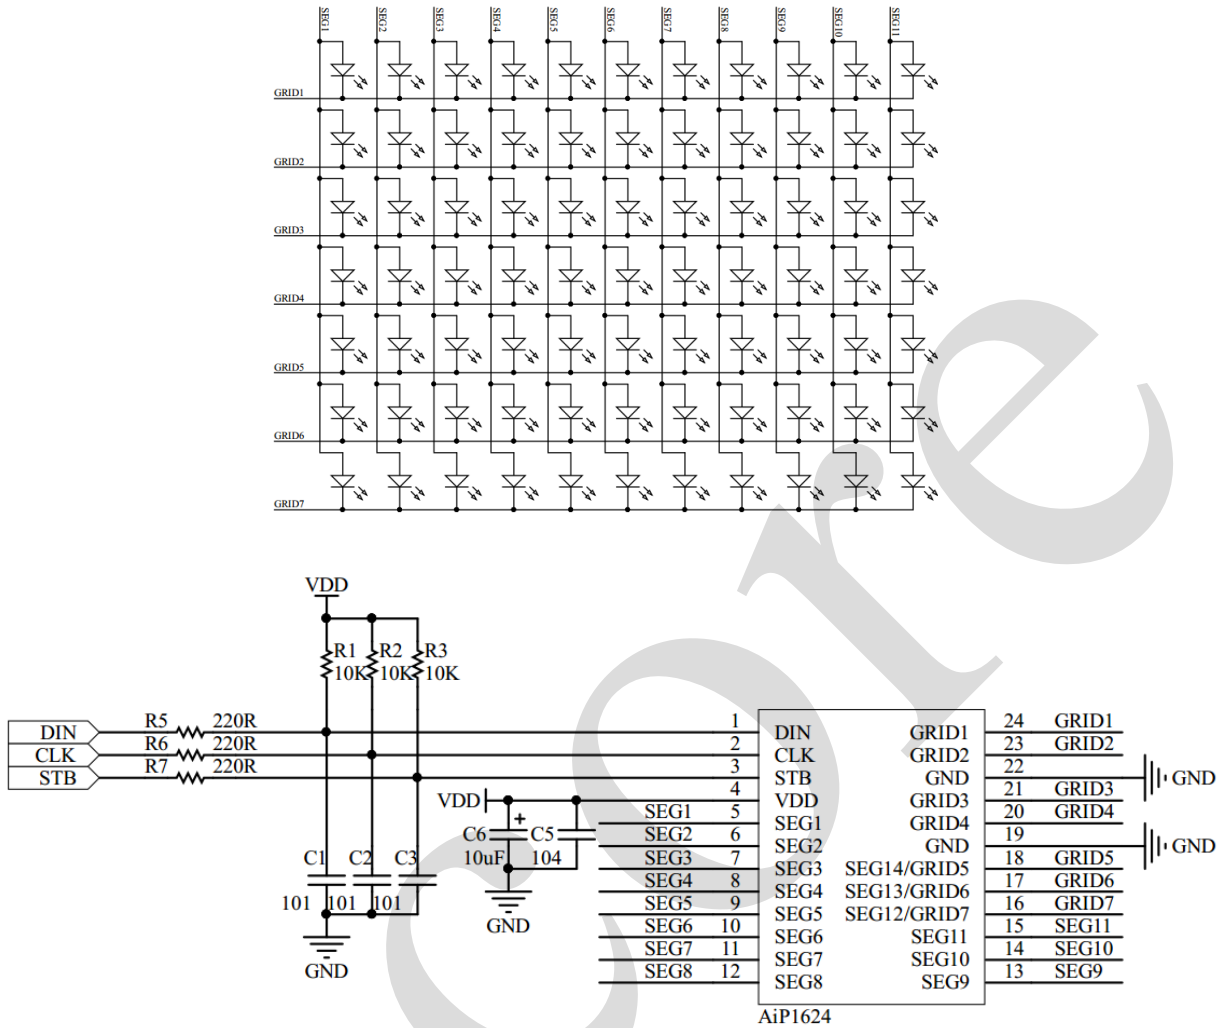 SEG1 SEG2 SEG3 SEG4 SEG5 SEG6 SEG7 SEG8 SEG9 SEG10 SEG11
GRID1
GRID2
GRID3
GRID4
GRID5
GRID6
GRID7
VDD
R1 R2 R3
10K 10K 10K
DIN R5 220R
CLK R6 220R
STB R7 220R
C1 C2 C3
101 101 101
GND
VDD
C6 + C5
10uF 104
GND
1 DIN GRID1 24 GRID1
2 CLK GRID2 23 GRID2
3 STB GND 22 GND
4 VDD GRID3 21 GRID3
SEG1 5 SEG1 GRID4 20 GRID4
SEG2 6 SEG2 GND 19 GND
SEG3 7 SEG3 SEG14/GRID5 18 GRID5
SEG4 8 SEG4 SEG13/GRID6 17 GRID6
SEG5 9 SEG5 SEG12/GRID7 16 GRID7
SEG6 10 SEG6 SEG11 15 SEG11
SEG7 11 SEG7 SEG10 14 SEG10
SEG8 12 SEG8 SEG9 13 SEG9
AiP1624
core